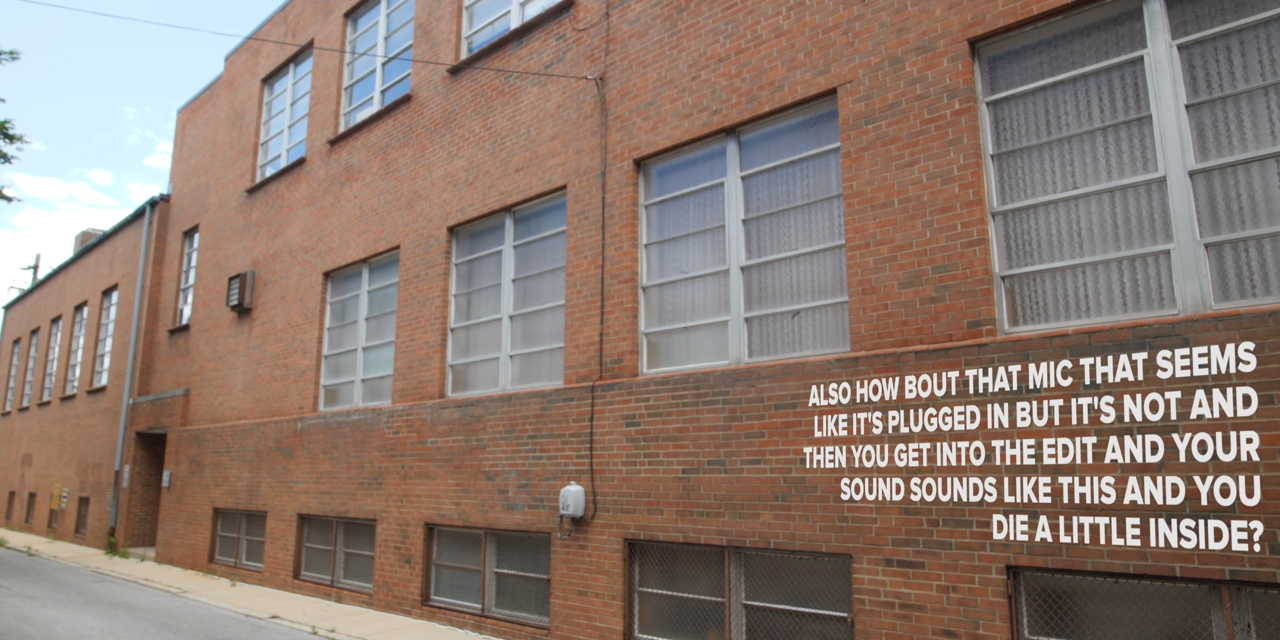 ALSO HOW BOUT THAT MIC THAT SEEMS
LIKE IT'S PLUGGED IN BUT IT'S NOT AND
THEN YOU GET INTO THE EDIT AND YOUR
SOUND SOUNDS LIKE THIS AND YOU
DIE A LITTLE INSIDE?